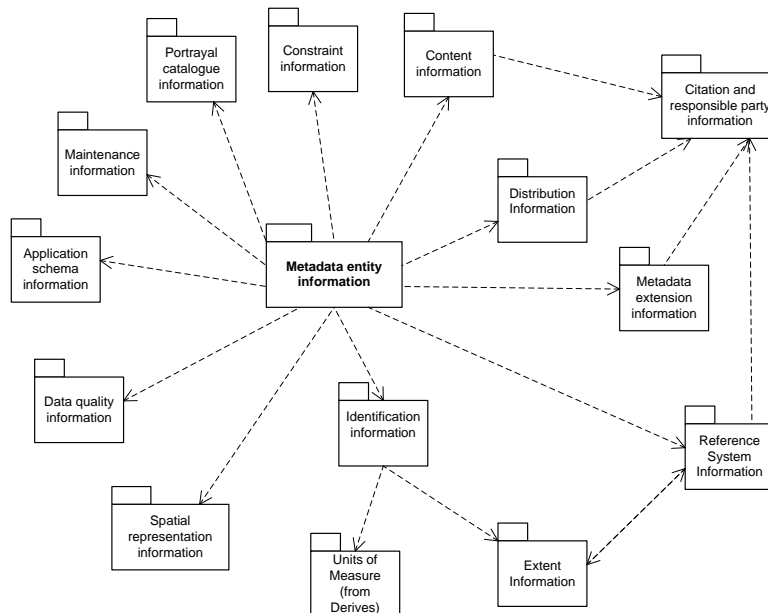 Portrayal
catalogue
information
Constraint
information
Content
information
Citation and
responsible party
information
Maintenance
information
Distribution
Information
Application
schema
information
Metadata entity
information
Metadata
extension
information
Data quality
information
Identification
information
Reference
System
Information
Spatial
representation
information
Units of
Measure
(from
Derives)
Extent
Information